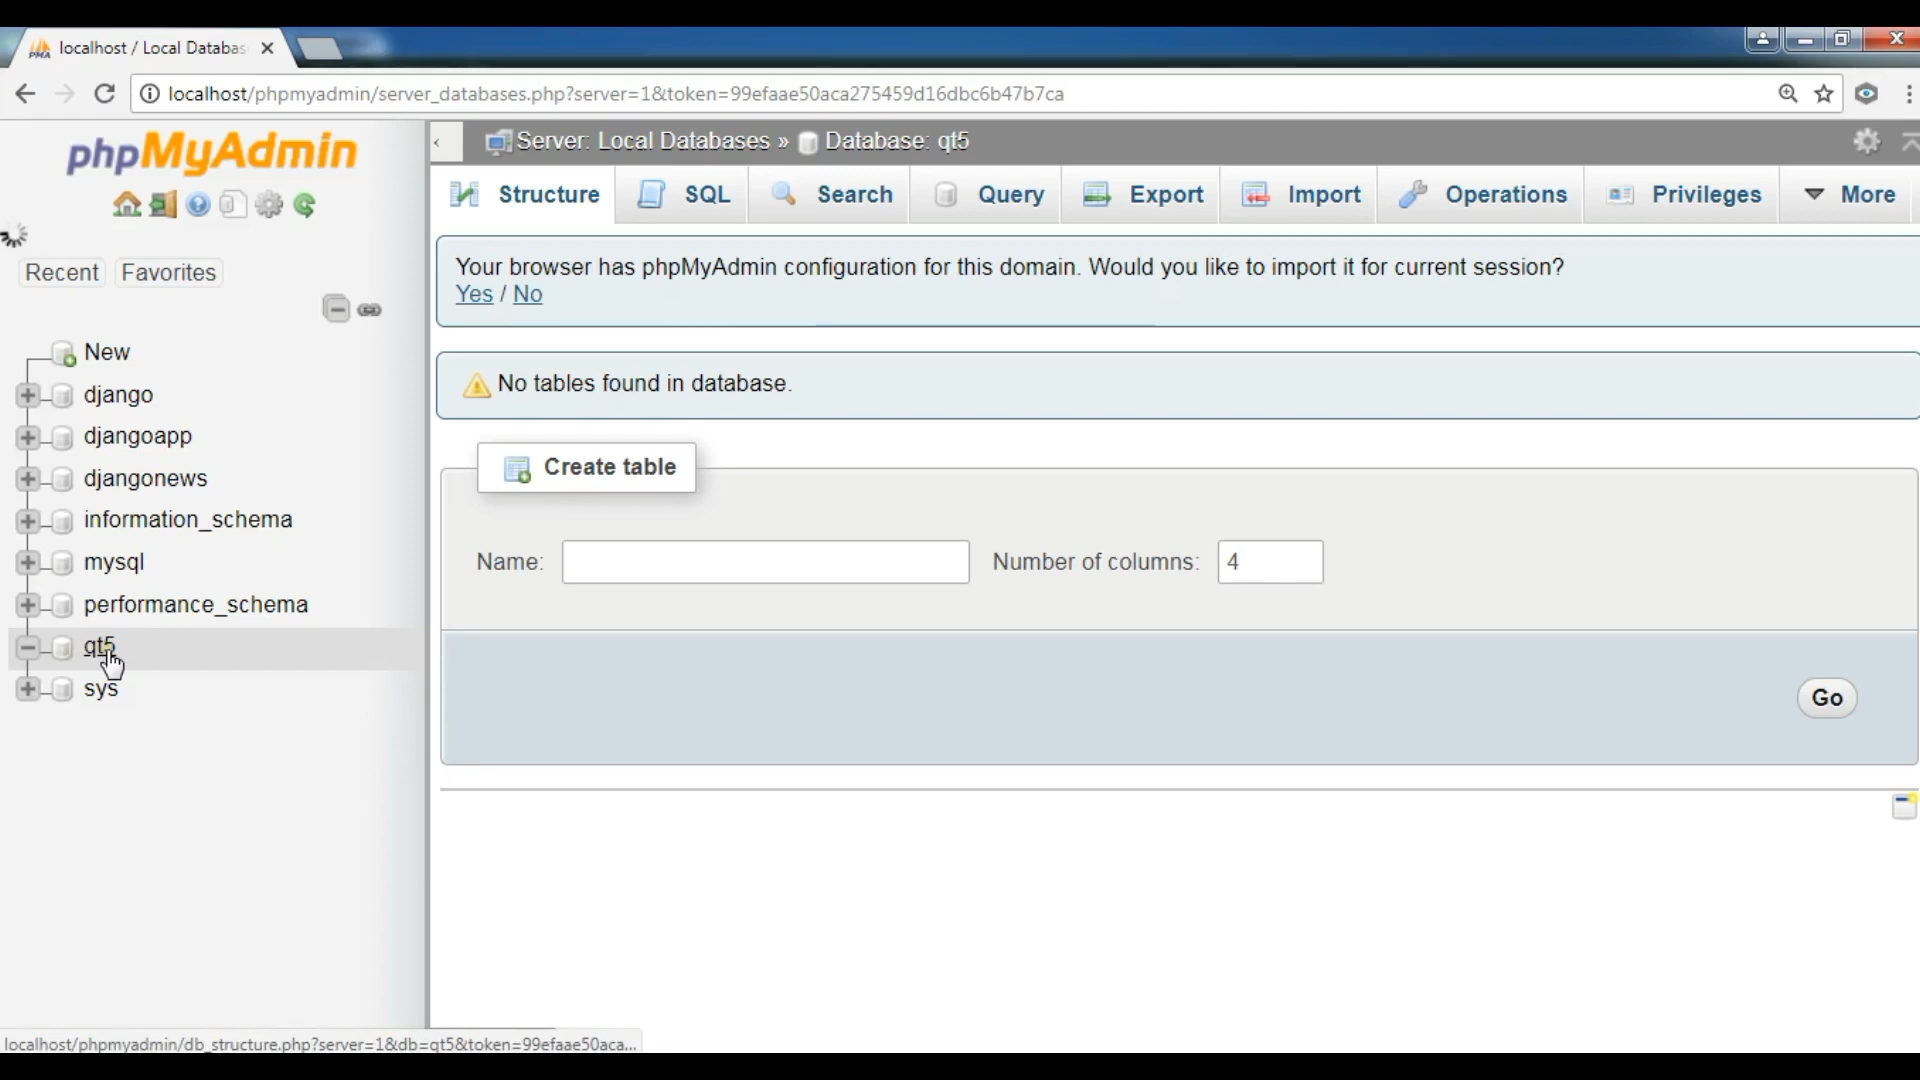 localhost / Local Databas
localhost/phpmyadmin/server_databases.php?server=1&token=99efaae50aca275459d16dbc6b47b7ca
phpMyAdmin
Server: Local Databases » Database: qt5
Structure SQL Search Query Export Import Operations Privileges More
Recent Favorites
New
django
djangoapp
djangonews
information_schema
mysql
performance_schema
qt5
sys
Your browser has phpMyAdmin configuration for this domain. Would you like to import it for current session?
Yes / No
No tables found in database.
Create table
Name: Number of columns: 4
Go
localhost/phpmyadmin/db_structure.php?server=1&db=qt5&token=99efaae50aca...